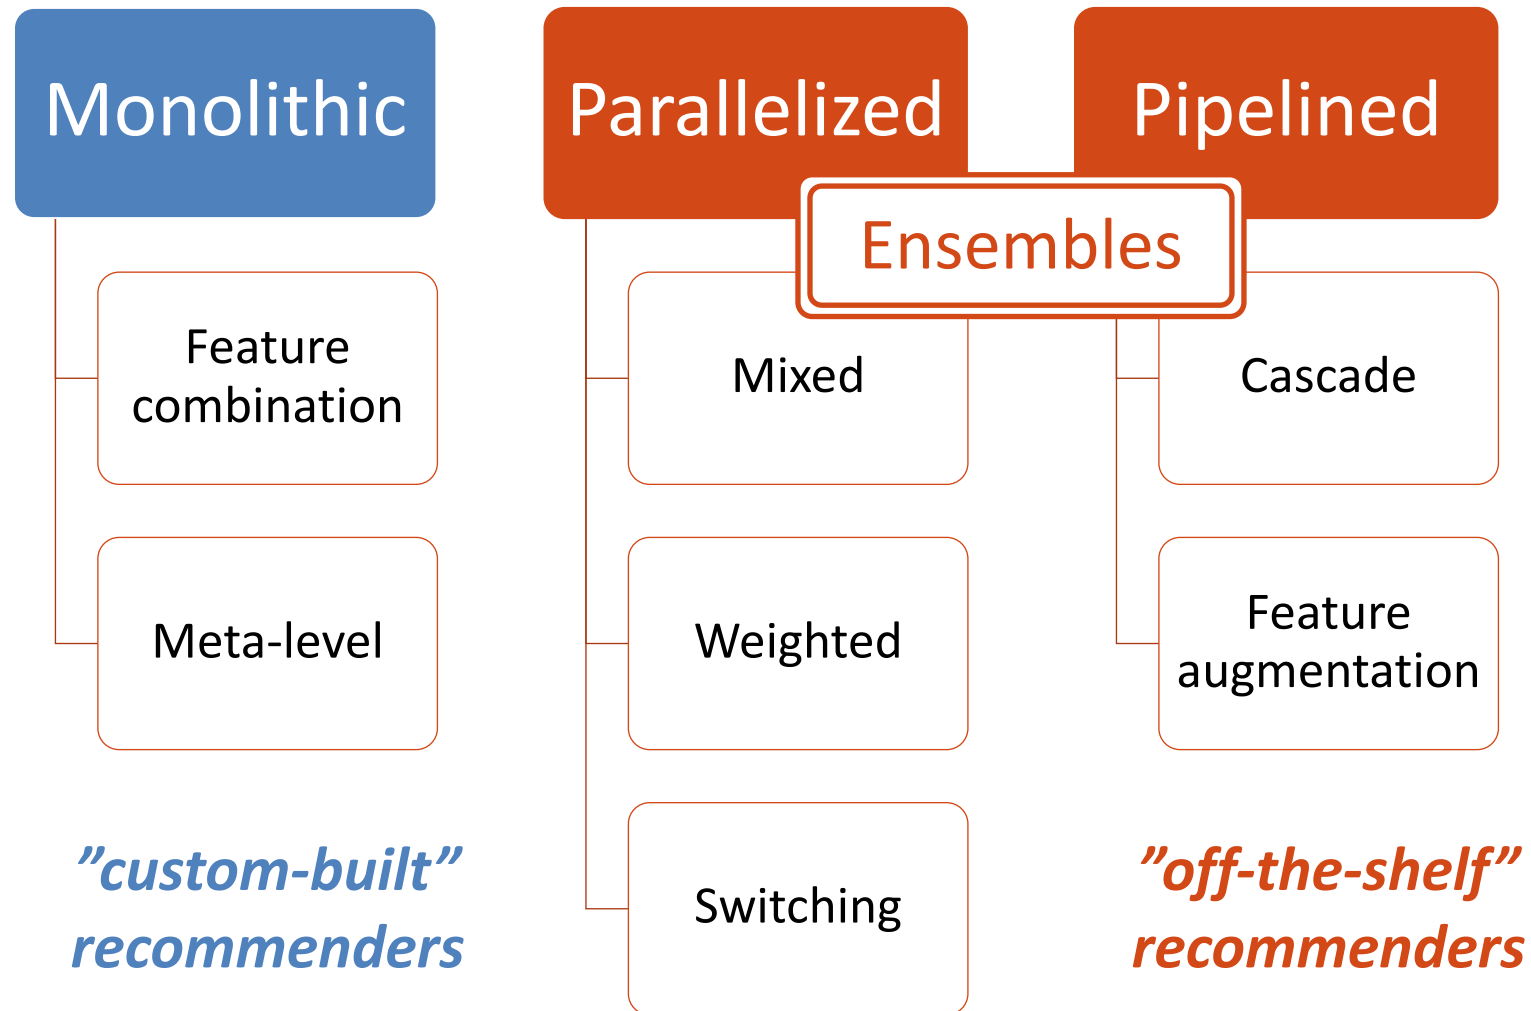 Monolithic
Parallelized
Pipelined
Ensembles
Feature
combination
Mixed
Cascade
Meta-level
Weighted
Feature
augmentation
Switching
”custom-built”
recommenders
”off-the-shelf”
recommenders